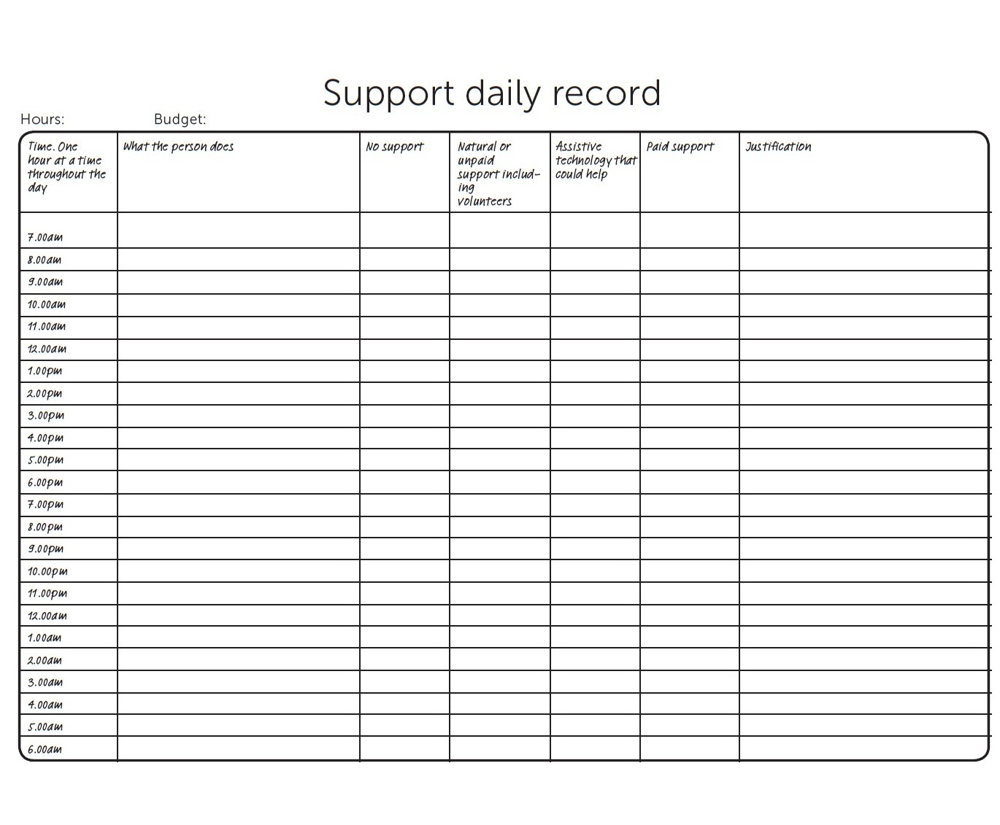 Support daily record
Hours: Budget:
Time. One
hour at a time
throughout the
day
What the person does
No support
Natural or
unpaid
support includ-
ing
volunteers
Assistive
technology that
could help
Paid support
Justification
7.00am
8.00am
9.00am
10.00am
11.00am
12.00am
1.00pm
2.00pm
3.00pm
4.00pm
5.00pm
6.00pm
7.00pm
8.00pm
9.00pm
10.00pm
11.00pm
12.00am
1.00am
2.00am
3.00am
4.00am
5.00am
6.00am